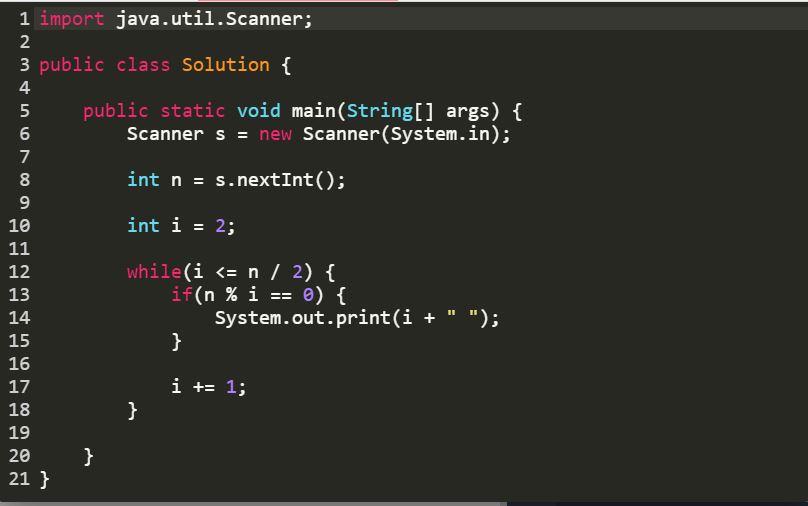 1 import java.util.Scanner;
2
3 public class Solution {
4
5     public static void main(String[] args) {
6         Scanner s = new Scanner(System.in);
7
8         int n = s.nextInt();
9
10         int i = 2;
11
12         while(i <= n / 2) {
13             if(n % i == 0) {
14                 System.out.print(i + " ");
15             }
16
17             i += 1;
18         }
19
20     }
21 }